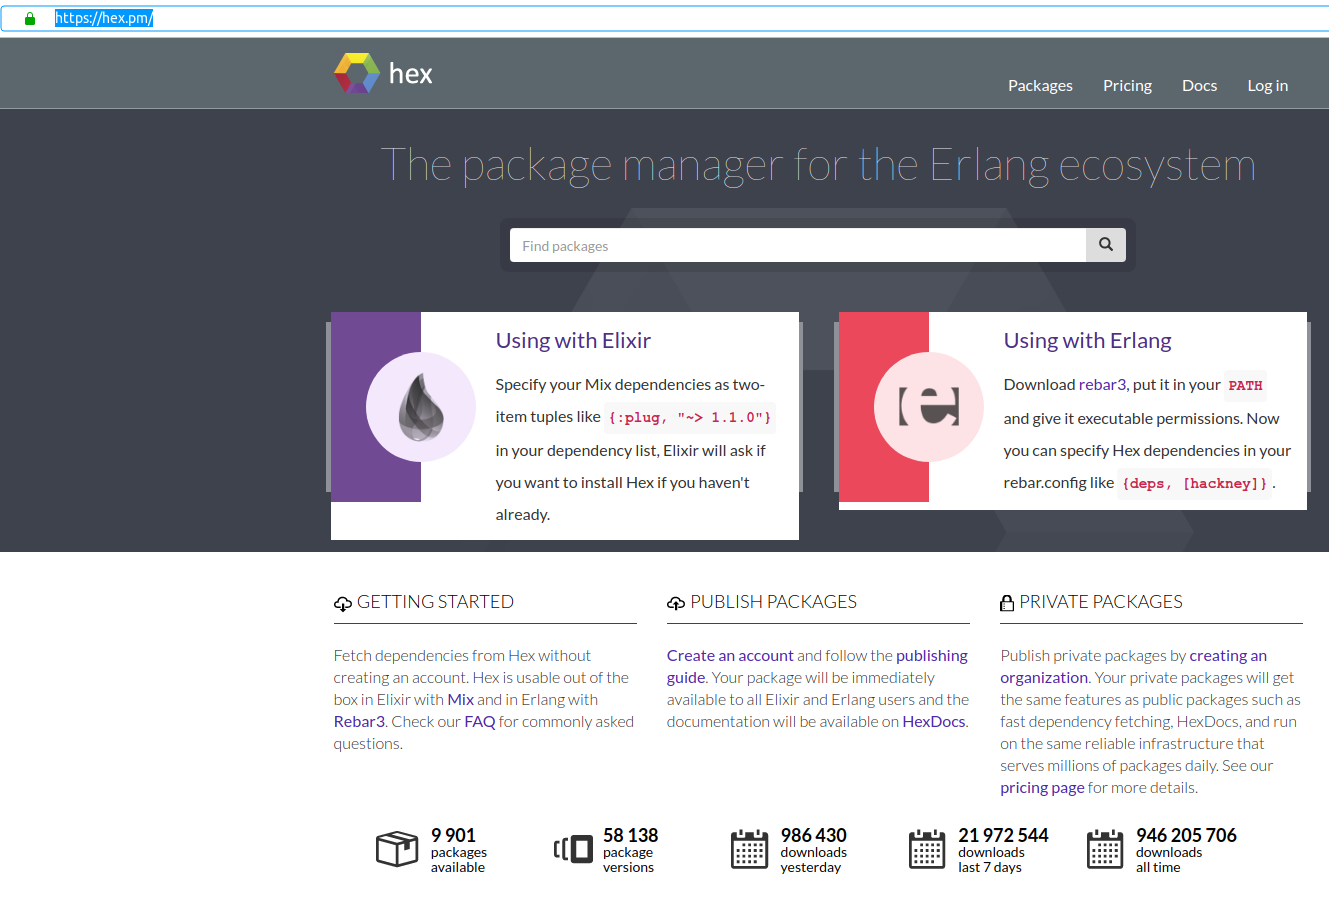 https://hex.pm/
hex
Packages Pricing Docs Log in
The package manager for the Erlang ecosystem
Find packages
Using with Elixir
Specify your Mix dependencies as two-
item tuples like {:plug, "~> 1.1.0"}
in your dependency list, Elixir will ask if
you want to install Hex if you haven't
already.
Using with Erlang
Download rebar3, put it in your PATH
and give it executable permissions. Now
you can specify Hex dependencies in your
rebar.config like {deps, [hackney]} .
GETTING STARTED
Fetch dependencies from Hex without
creating an account. Hex is usable out of the
box in Elixir with Mix and in Erlang with
Rebar3. Check our FAQ for commonly asked
questions.
PUBLISH PACKAGES
Create an account and follow the publishing
guide. Your package will be immediately
available to all Elixir and Erlang users and the
documentation will be available on HexDocs.
PRIVATE PACKAGES
Publish private packages by creating an
organization. Your private packages will get
the same features as public packages such as
fast dependency fetching, HexDocs, and run
on the same reliable infrastructure that
serves millions of packages daily. See our
pricing page for more details.
9 901
packages
available
58 138
package
versions
986 430
downloads
yesterday
21 972 544
downloads
last 7 days
946 205 706
downloads
all time